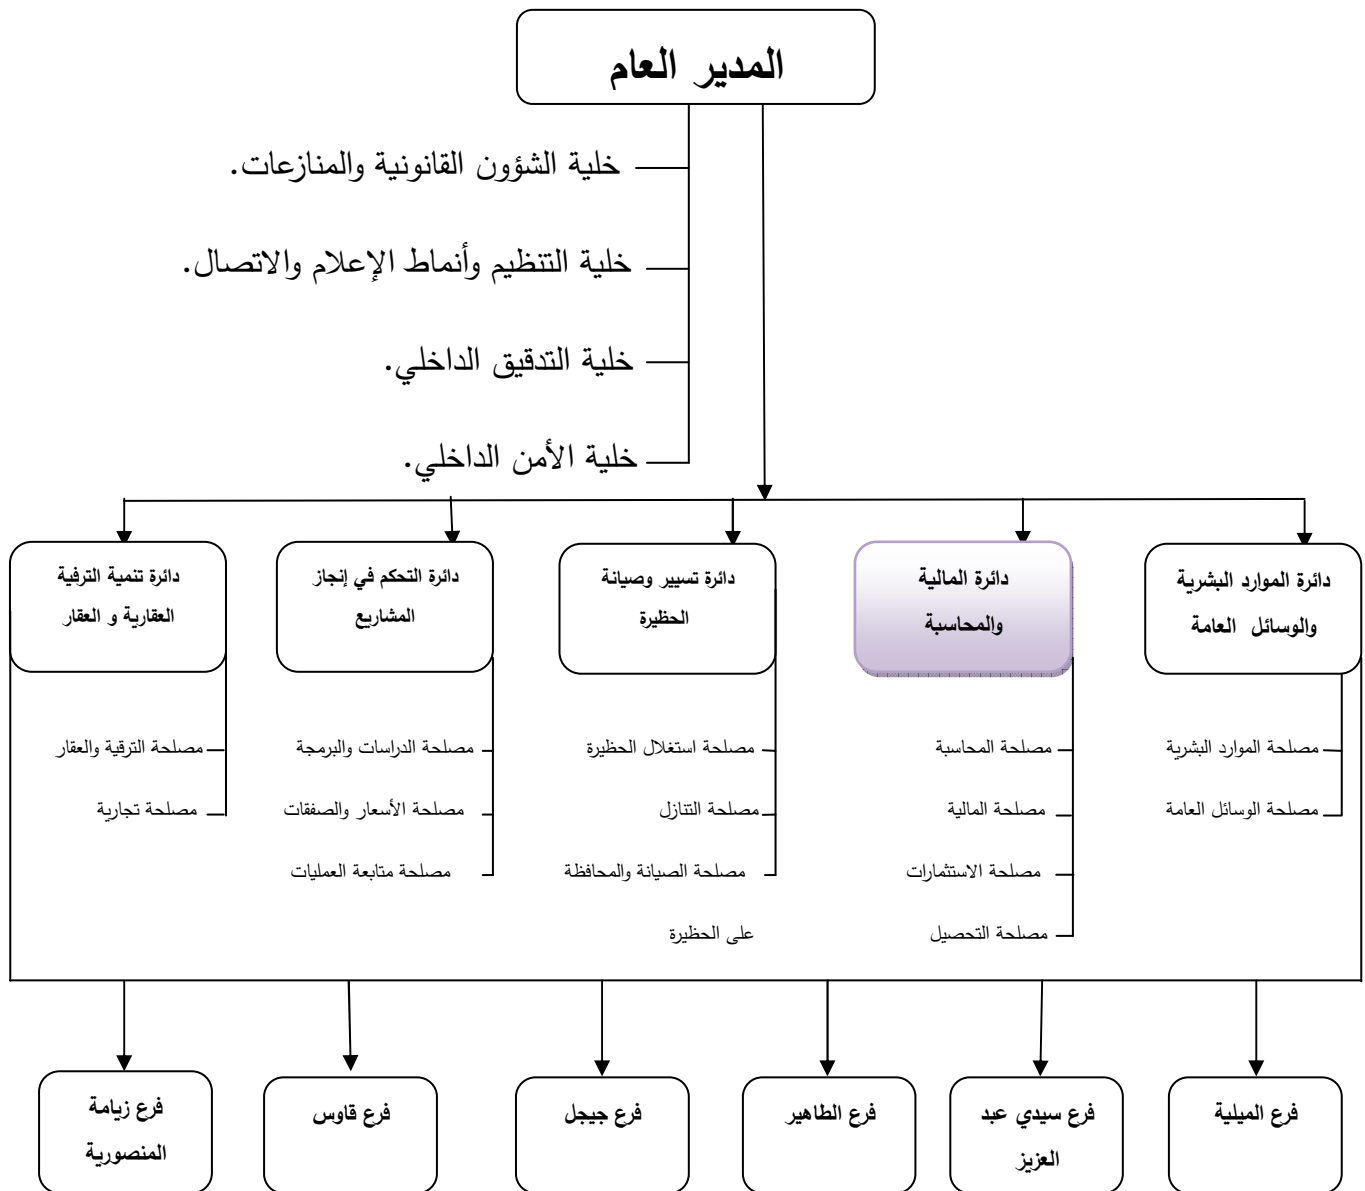 المدير العام
خلية الشؤون القانونية والمنازعات.
خلية التنظيم وأنماط الإعلام والاتصال.
خلية التدقيق الداخلي.
خلية الأمن الداخلي.
دائرة الموارد البشرية
والوسائل العامة
دائرة المالية
والمحاسبة
دائرة تسيير وصيانة
الحظيرة
دائرة التحكم في إنجاز
المشاريع
دائرة تنمية الترقية
العقارية و العقار
مصلحة الموارد البشرية
مصلحة الوسائل العامة
مصلحة المحاسبة
مصلحة المالية
مصلحة الاستثمارات
مصلحة التحصيل
مصلحة استغلال الحظيرة
مصلحة التنازل
مصلحة الصيانة والمحافظة
على الحظيرة
مصلحة الدراسات والبرمجة
مصلحة الأسعار والصفقات
مصلحة متابعة العمليات
مصلحة الترقية والعقار
مصلحة تجارية
فرع الميلية
فرع سيدي عبد
العزيز
فرع الطاهير
فرع جيجل
فرع قاوس
فرع زيامة
المنصورية